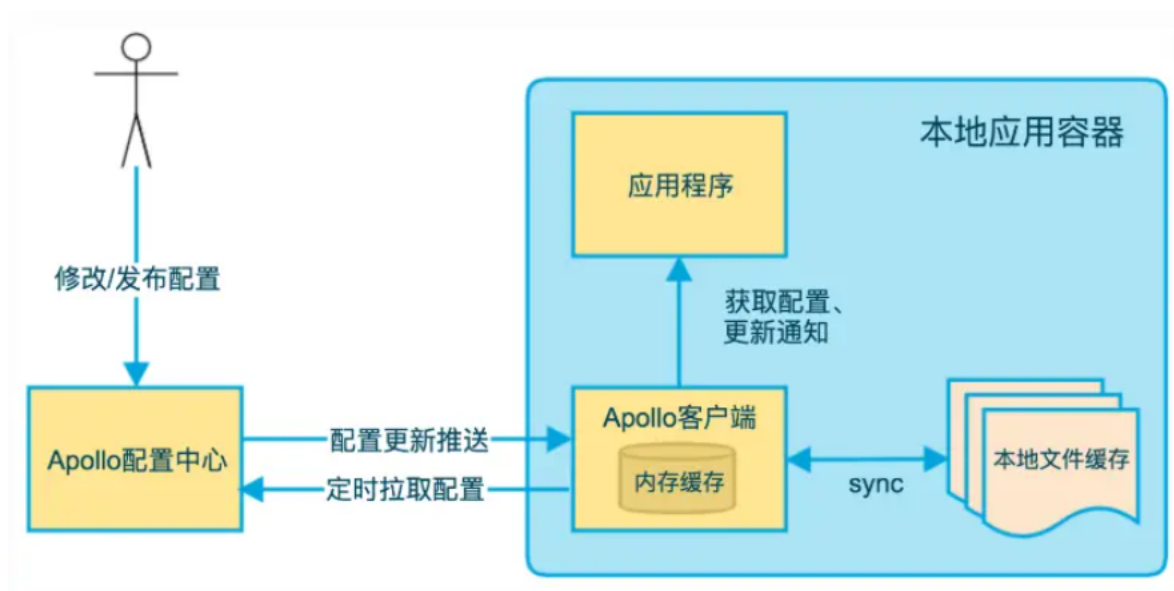 本地应用容器
应用程序
修改/发布配置
获取配置、
更新通知
Apollo配置中心
配置更新推送
定时拉取配置
Apollo客户端
内存缓存
sync
本地文件缓存